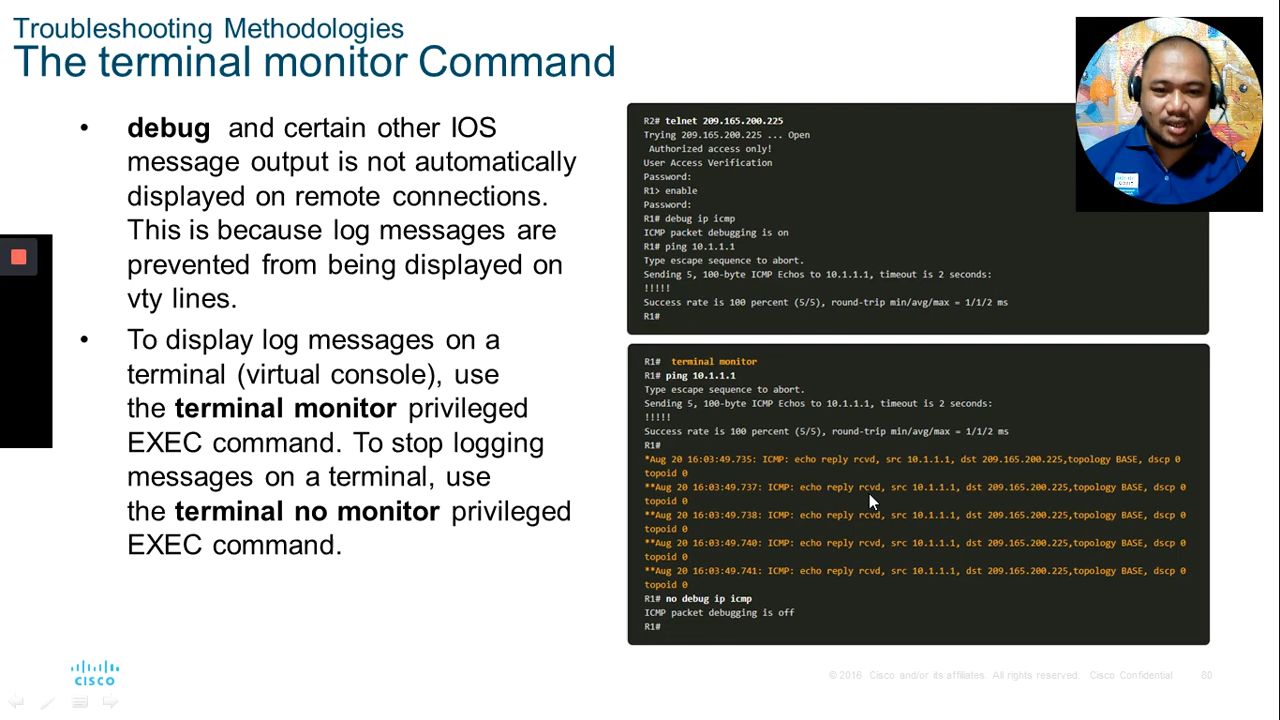 Troubleshooting Methodologies
The terminal monitor Command
• debug and certain other IOS
message output is not automatically
displayed on remote connections.
This is because log messages are
prevented from being displayed on
vty lines.
• To display log messages on a
terminal (virtual console), use
the terminal monitor privileged
EXEC command. To stop logging
messages on a terminal, use
the terminal no monitor privileged
EXEC command.
R2# telnet 209.165.200.225
Trying 209.165.200.225 ... Open
Authorized access only!
User Access Verification
Password:
R1> enable
Password:
R1# debug ip icmp
ICMP packet debugging is on
R1# ping 10.1.1.1
Type escape sequence to abort.
Sending 5, 100-byte ICMP Echos to 10.1.1.1, timeout is 2 seconds:
!!!!!
Success rate is 100 percent (5/5), round-trip min/avg/max = 1/1/2 ms
R1#
R1# terminal monitor
R1# ping 10.1.1.1
Type escape sequence to abort.
Sending 5, 100-byte ICMP Echos to 10.1.1.1, timeout is 2 seconds:
!!!!!
Success rate is 100 percent (5/5), round-trip min/avg/max = 1/1/2 ms
R1#
*Aug 20 16:03:49.735: ICMP: echo reply rcvd, src 10.1.1.1, dst 209.165.200.225,topology BASE, dscp 0
topoid 0
**Aug 20 16:03:49.737: ICMP: echo reply rcvd, src 10.1.1.1, dst 209.165.200.225,topology BASE, dscp 0
topoid 0
**Aug 20 16:03:49.738: ICMP: echo reply rcvd, src 10.1.1.1, dst 209.165.200.225,topology BASE, dscp 0
topoid 0
**Aug 20 16:03:49.740: ICMP: echo reply rcvd, src 10.1.1.1, dst 209.165.200.225,topology BASE, dscp 0
topoid 0
**Aug 20 16:03:49.741: ICMP: echo reply rcvd, src 10.1.1.1, dst 209.165.200.225,topology BASE, dscp 0
topoid 0
R1# no debug ip icmp
ICMP packet debugging is off
R1#
CISCO
© 2016 Cisco and/or its affiliates. All rights reserved. Cisco Confidential 80